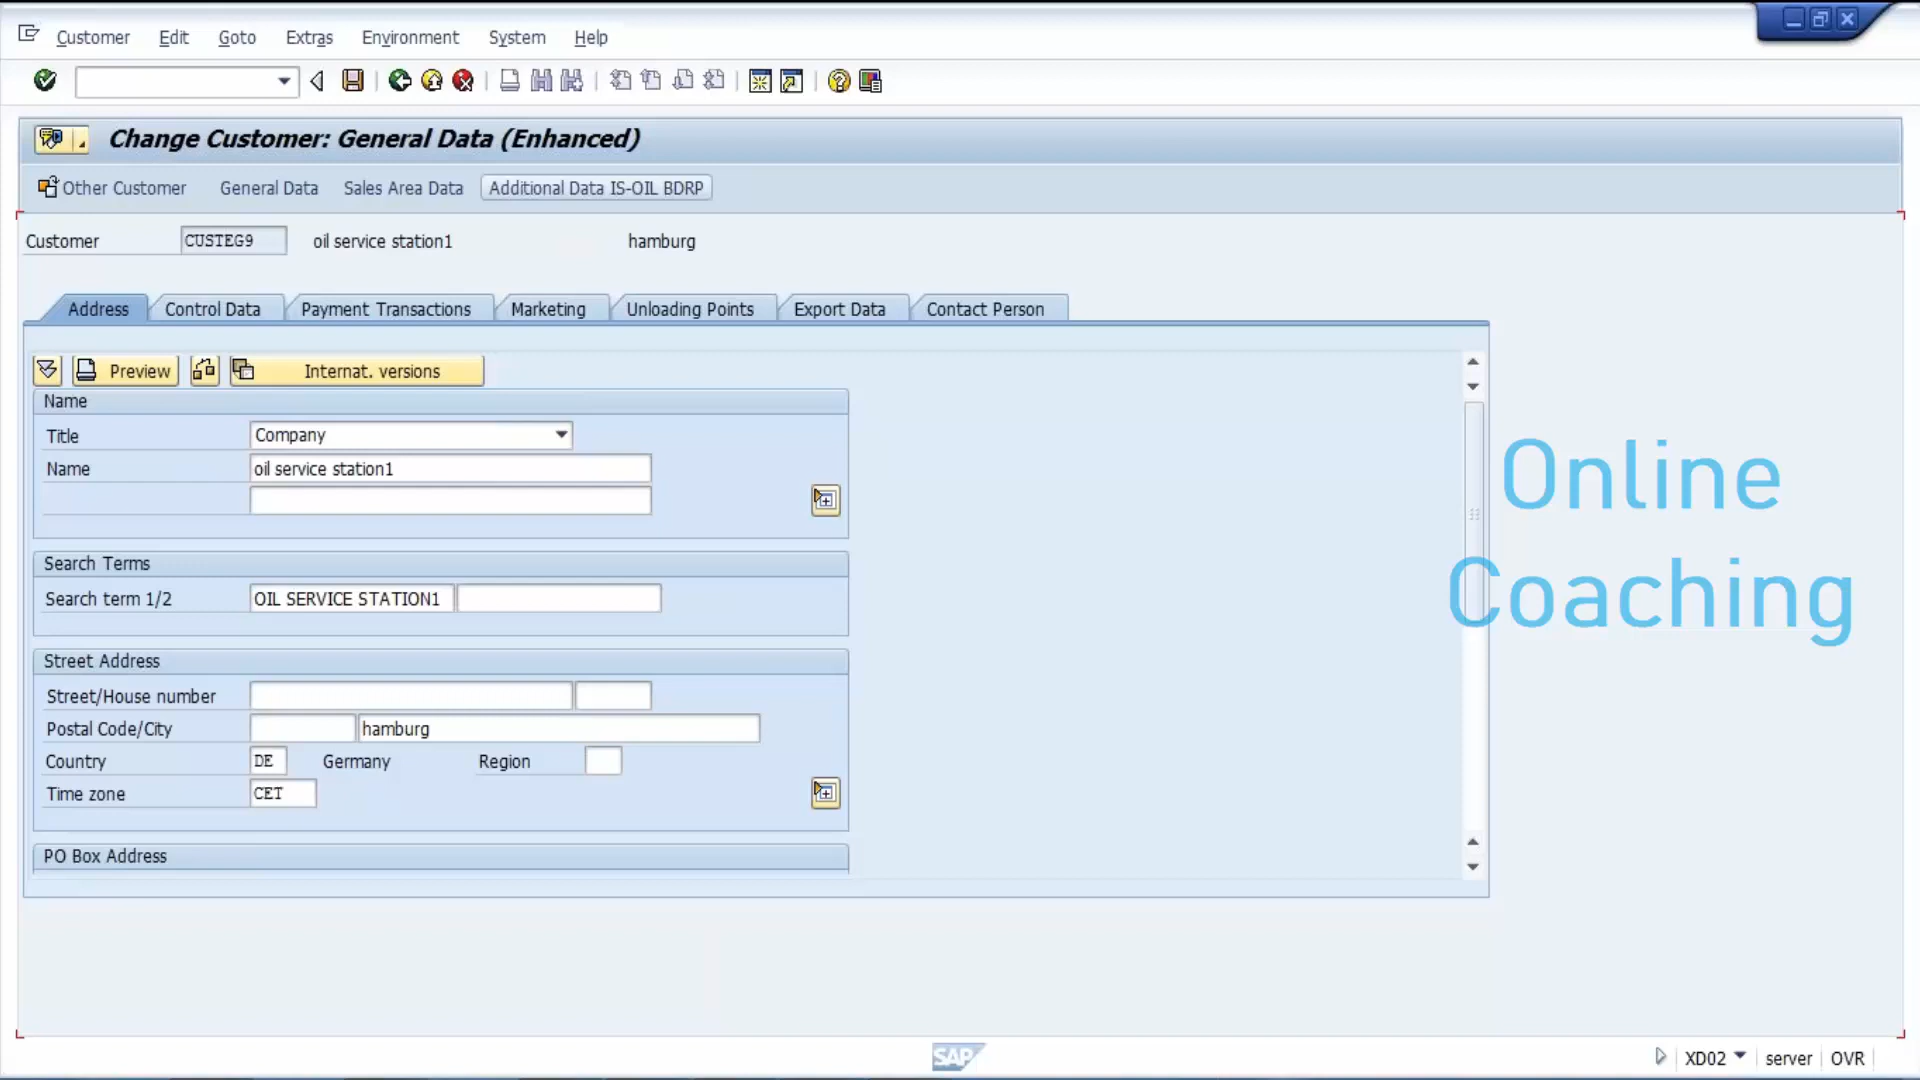 Customer Edit Goto Extras Environment System Help
Change Customer: General Data (Enhanced)
Other Customer General Data Sales Area Data Additional Data IS-OIL BDRP
Customer CUSTEG9 oil service station1 hamburg
Address Control Data Payment Transactions Marketing Unloading Points Export Data Contact Person
Preview Internat. versions
Name
Title Company
Name oil service station1
Search Terms
Search term 1/2 OIL SERVICE STATION1
Street Address
Street/House number
Postal Code/City hamburg
Country DE Germany Region
Time zone CET
PO Box Address
Online
Coaching
SAP XD02 server OVR